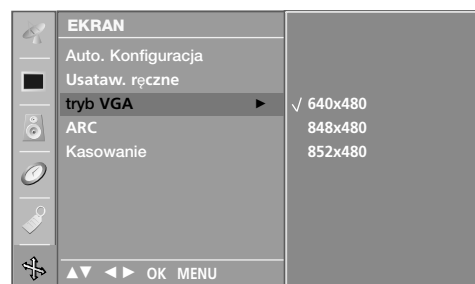 EKRAN
Auto. Konfiguracja
Usataw. ręczne
tryb VGA ►
ARC
Kasowanie
√ 640x480
848x480
852x480
▲▼ ◄ ► OK MENU